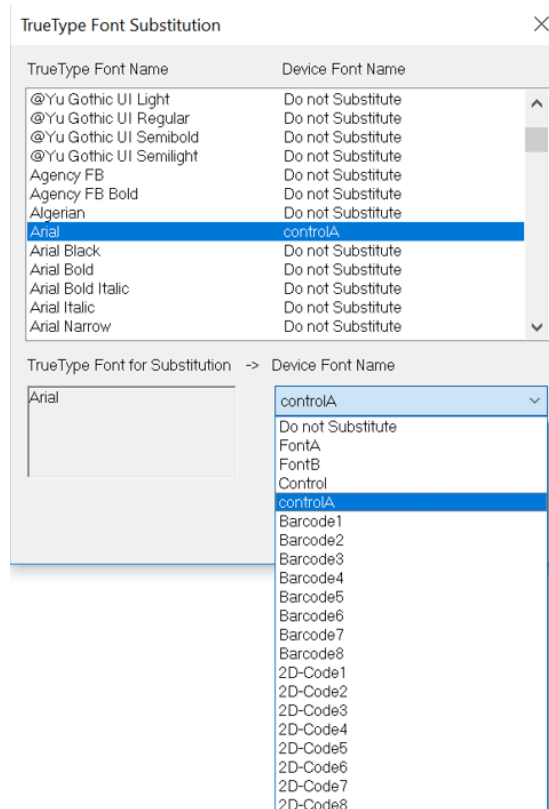 TrueType Font Substitution
TrueType Font Name Device Font Name
@Yu Gothic UI Light Do not Substitute
@Yu Gothic UI Regular Do not Substitute
@Yu Gothic UI Semibold Do not Substitute
@Yu Gothic UI Semilight Do not Substitute
Agency FB Do not Substitute
Agency FB Bold Do not Substitute
Algerian Do not Substitute
Arial controlA
Arial Black Do not Substitute
Arial Bold Do not Substitute
Arial Bold Italic Do not Substitute
Arial Italic Do not Substitute
Arial Narrow Do not Substitute
TrueType Font for Substitution -> Device Font Name
Arial controlA
Do not Substitute
FontA
FontB
Control
controlA
Barcode1
Barcode2
Barcode3
Barcode4
Barcode5
Barcode6
Barcode7
Barcode8
2D-Code1
2D-Code2
2D-Code3
2D-Code4
2D-Code5
2D-Code6
2D-Code7
2D-Code8